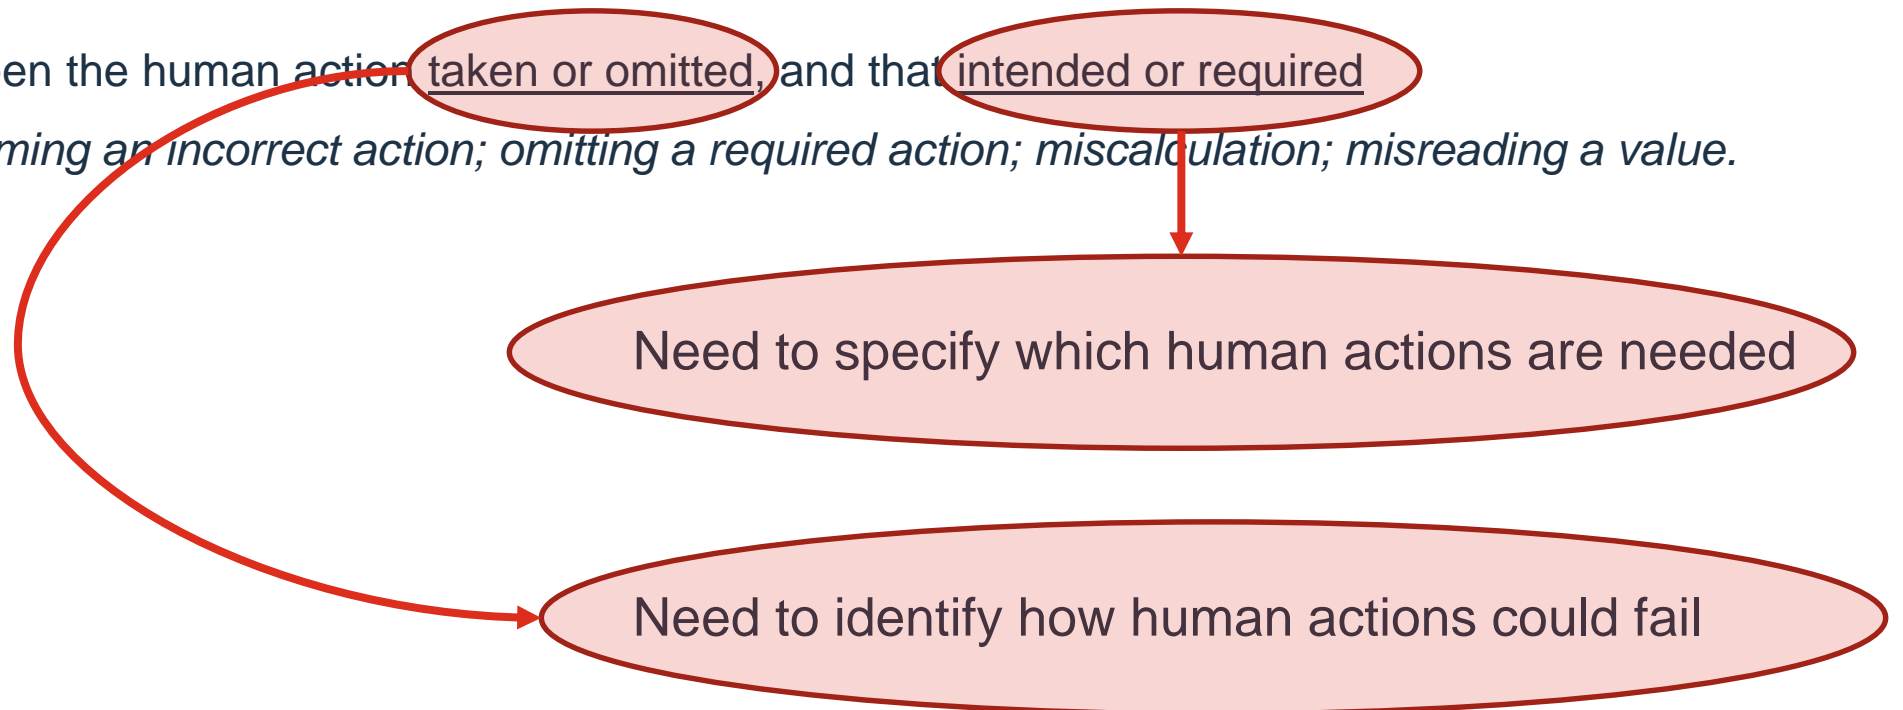 en the human action taken or omitted, and that intended or required
ming an incorrect action; omitting a required action; miscalculation; misreading a value.
Need to specify which human actions are needed
Need to identify how human actions could fail